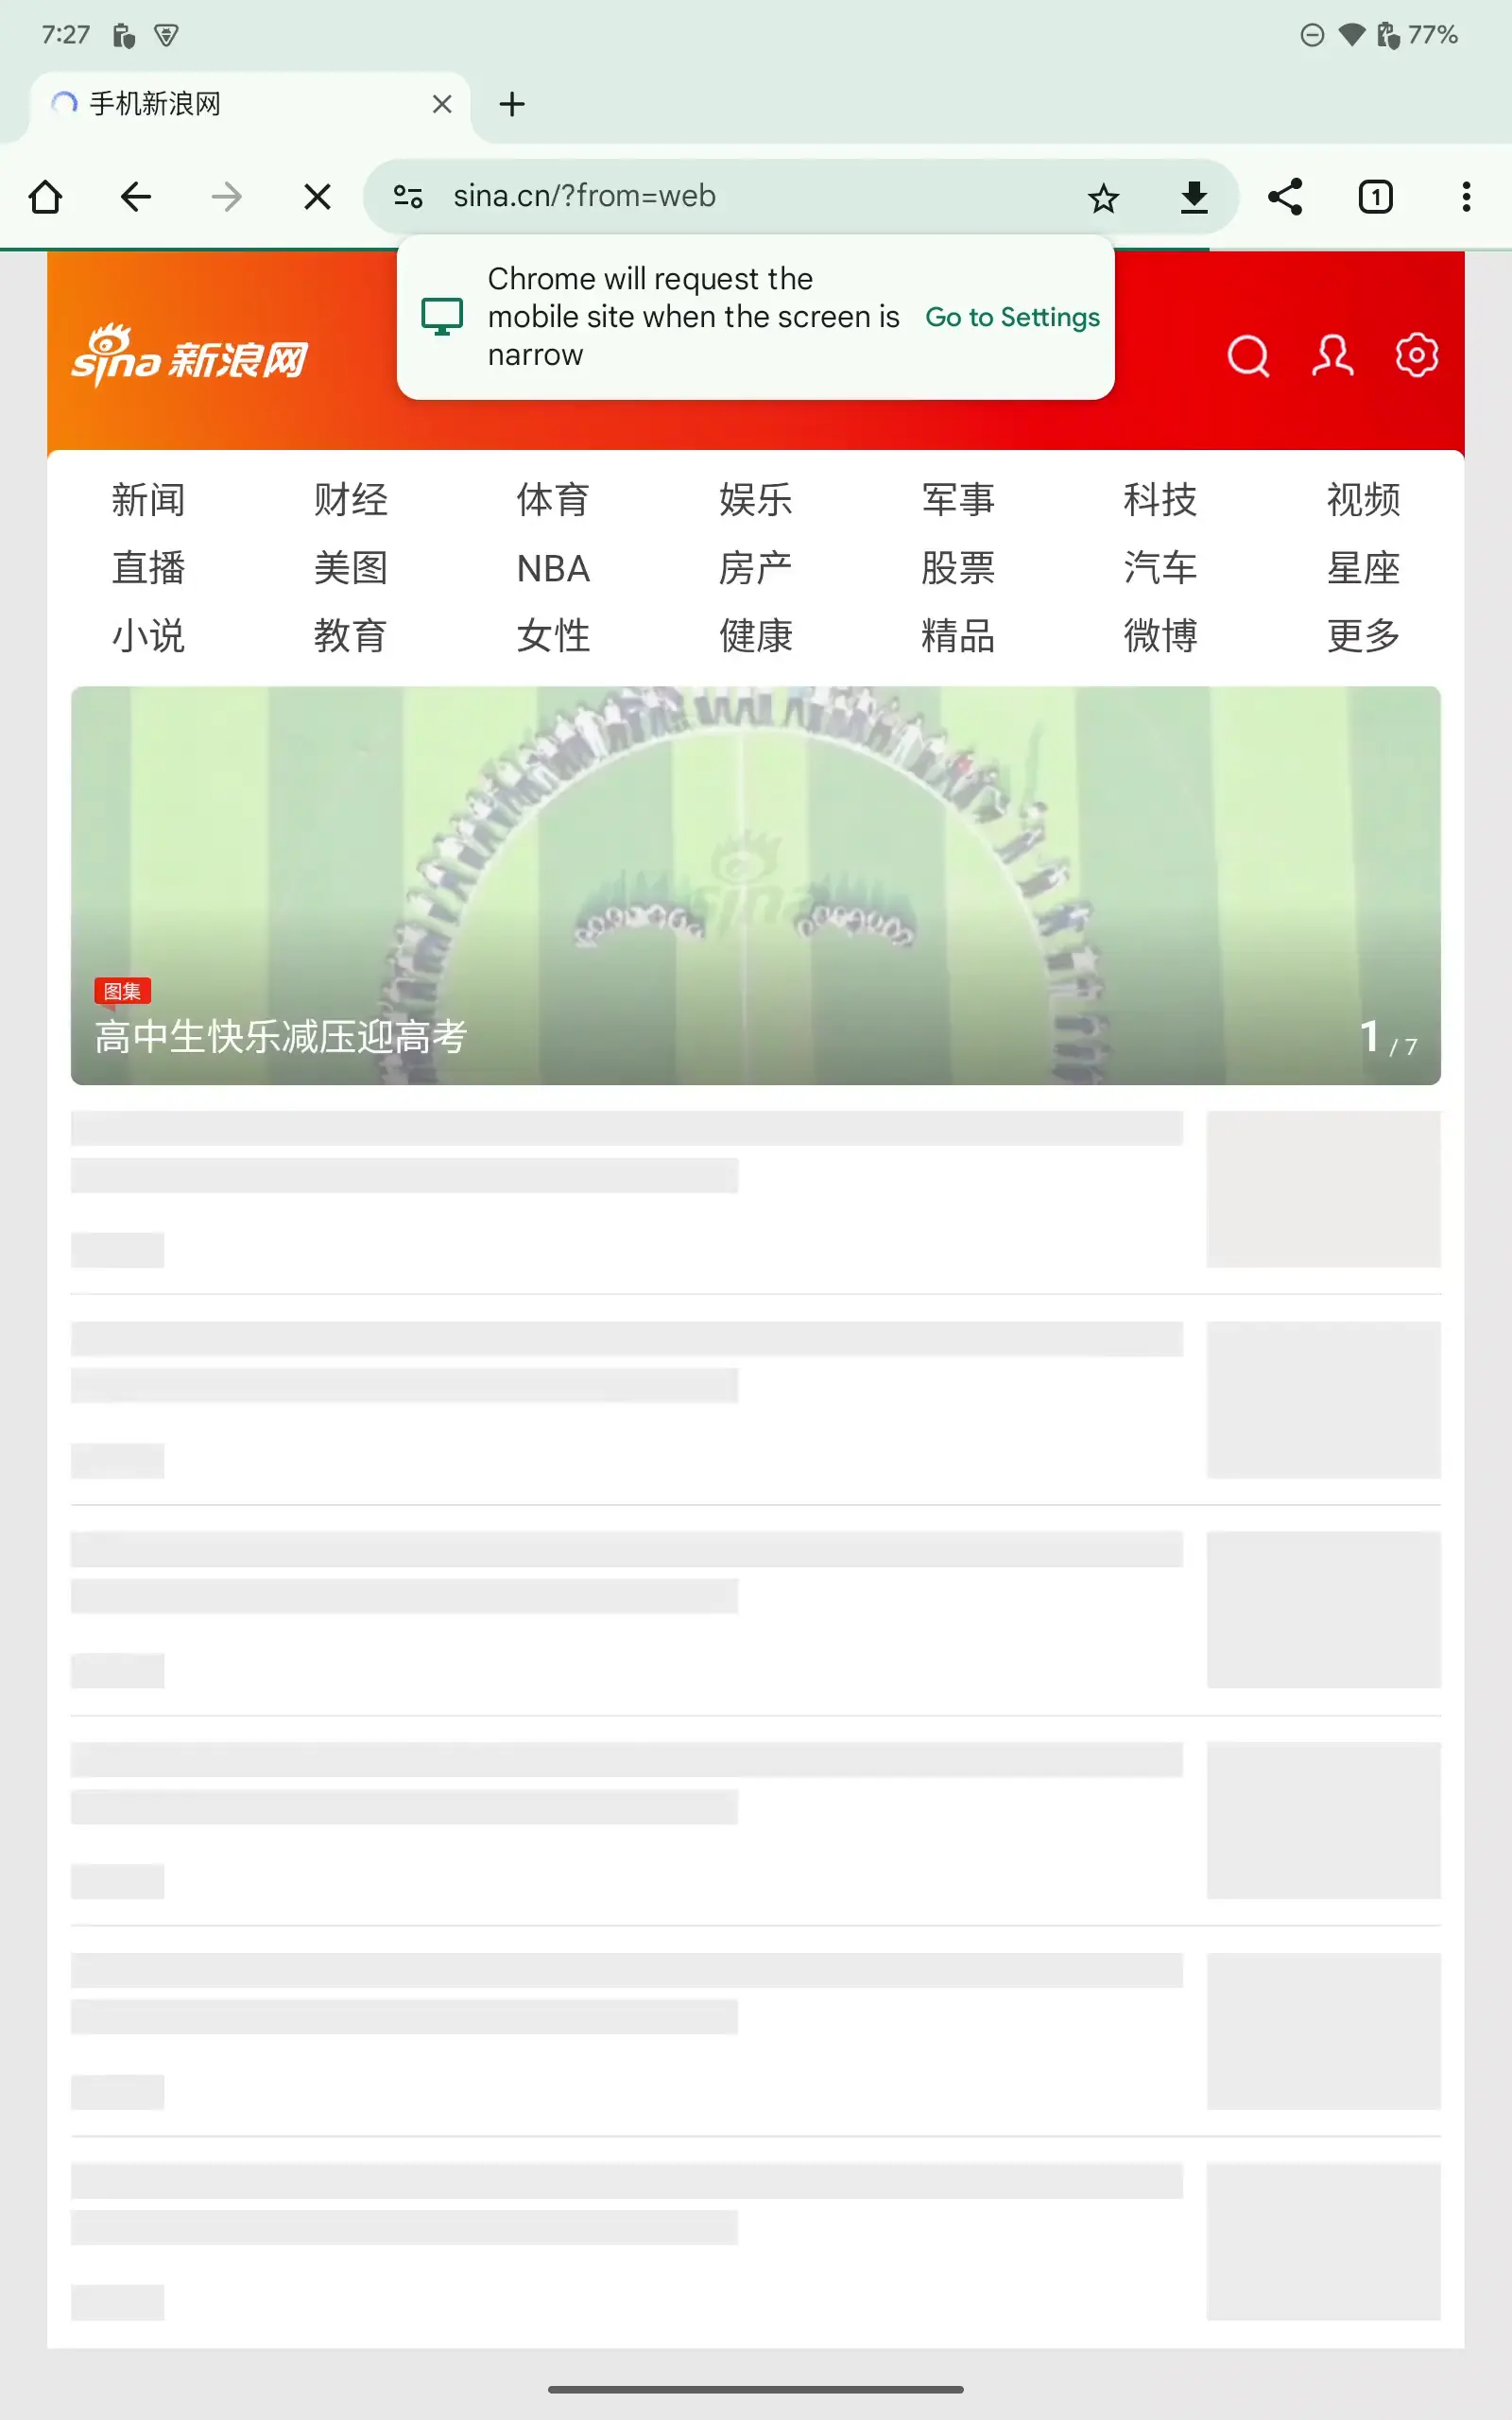 7:27 77%
手机新浪网
sina.cn/?from=web
1
Chrome will request the
mobile site when the screen is
narrow
Go to Settings
sina 新浪网
新闻 财经 体育 娱乐 军事 科技 视频
直播 美图 NBA 房产 股票 汽车 星座
小说 教育 女性 健康 精品 微博 更多
sina
图集
高中生快乐减压迎高考
1 / 7